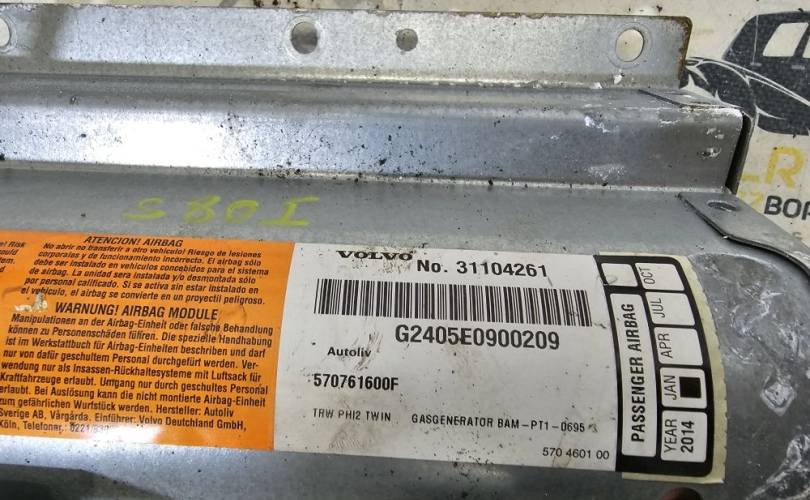 S80I
ATENCION! AIRBAG
No abrir no transferir a otro vehiculo! Riesgo de lesiones
corporales y de funcionamiento incorrecto. El airbag sólo
debe ser instalado en vehiculos concebidos para el sistema
de airbag. La unidad sera instalada y/o desmontada sólo
por personal calificado. Si se activa sin estar instalado en
el vehiculo, el airbag se convierte en un proyectil peligroso.
WARNUNG! AIRBAG MODULE
Manipulationen an der Airbag-Einheit oder falsche Behandlung
können zu Personenschäden führen. Die spezielle Handhabung
ist im Werkstattbuch für Airbag-Einheiten beschrieben und darf
nur von dafür geschultem Personal durchgeführt werden. Ver-
wendung nur als Insassen-Rückhaltesysteme mit Luftsack für
Kraftfahrzeuge erlaubt. Umgang nur durch geschultes Personal
erlaubt. Bei Auslösung kann die nicht montierte Airbag-Einheit
zum gefährlichen Wurfstück werden. Hersteller: Autoliv
Sverige AB, Vårgårda. Einführer: Volvo Deutchland GmbH,
Köln, Telefono:
VOLVO No. 31104261
G2405E0900209
Autoliv
570761600F
TRW PHI2 TWIN GASGENERATOR BAM-PT1-0695
570 4601 00
PASSENGER AIRBAG
YEAR 2014
JAN
APR
JUL
OCT